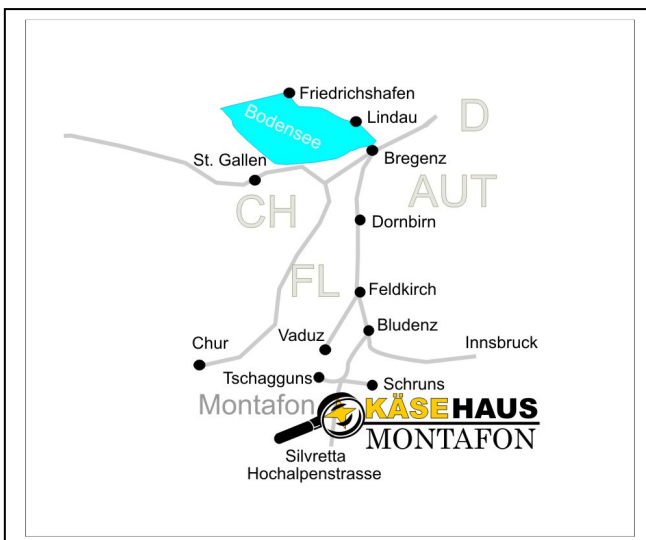 Friedrichshafen
Bodensee
Lindau
D
St. Gallen
Bregenz
CH
AUT
Dornbirn
FL
Feldkirch
Vaduz
Bludenz
Chur
Innsbruck
Tschagguns
Schruns
Montafon
KÄSEHAUS
MONTAFON
Silvretta
Hochalpenstrasse